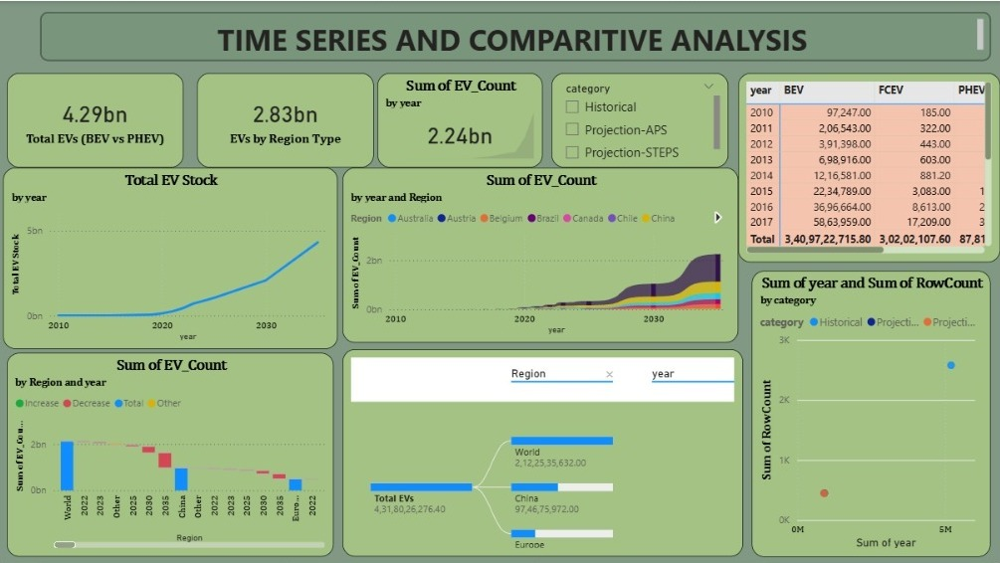 TIME SERIES AND COMPARITIVE ANALYSIS
4.29bn
Total EVs (BEV vs PHEV)
2.83bn
EVs by Region Type
Sum of EV_Count
by year
2.24bn
category
Historical
Projection-APS
Projection-STEPS
year BEV FCEV PHEV
2010 97,247.00 185.00
2011 2,06,543.00 322.00
2012 3,91,398.00 443.00
2013 6,98,916.00 603.00
2014 12,16,581.00 881.20
2015 22,34,789.00 3,083.00 1
2016 36,96,664.00 8,613.00 2
2017 58,63,959.00 17,209.00 3
Total 3,40,97,22,715.80 3,02,02,107.60 87,81
Total EV Stock
by year
Total EV Stock
5bn
0bn
2010 2020 2030
year
Sum of EV_Count
by year and Region
Region Australia Austria Belgium Brazil Canada Chile China
Sum of EV_Count
2bn
0bn
2010 2020 2030
year
Sum of EV_Count
by Region and year
Increase Decrease Total Other
Sum of EV_Cou...
2bn
0bn
World 2022 2023 Other 2025 2030 2035 China Other 2022 2023 2025 2030 2035 Euro... 2022
Region
Region × year
Total EVs
4,31,80,26,276.40
World
2,12,25,35,632.00
China
97,46,75,972.00
Europe
Sum of year and Sum of RowCount
by category
category Historical Projecti... Projecti...
Sum of RowCount
3K
2K
1K
0K
0M 5M
Sum of year